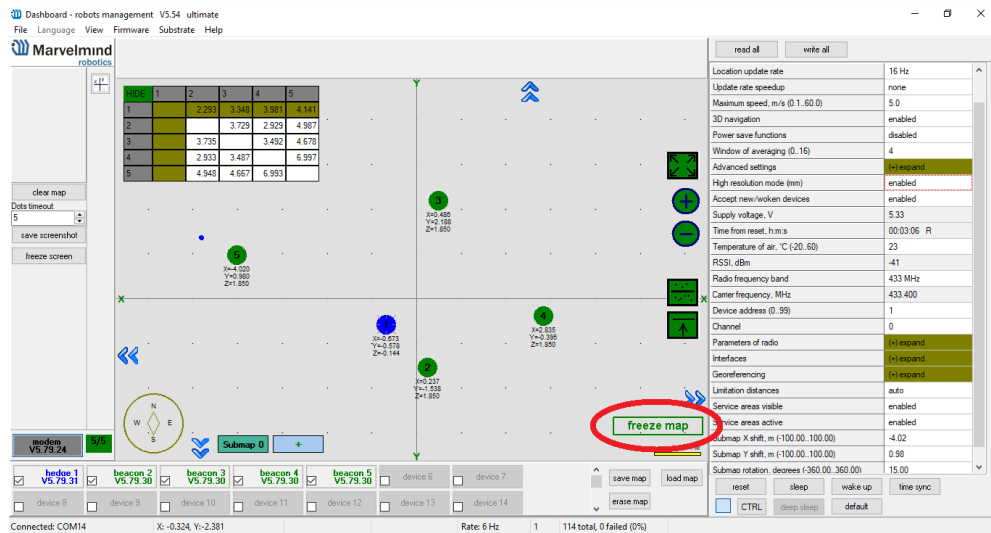 Dashboard - robots management V5.54 ultimate
File Language View Firmware Substrate Help
Marvelmind
robotics
x↑y
HIDE 1 2 3 4 5
1 2.293 3.348 3.981 4.141
2 3.729 2.929 4.987
3 3.735 3.492 4.678
4 2.933 3.487 6.997
5 4.948 4.667 6.993
clear map
Dots timeout
5
save screenshot
freeze screen
Y
3
X=0.485
Y=2.188
Z=1.850
5
X=-4.020
Y=0.980
Z=1.850
X
X
1
X=-0.673
Y=-0.578
Z=-0.144
4
X=2.835
Y=-0.395
Z=1.850
2
X=0.237
Y=-1.538
Z=1.850
N
W E
S
freeze map
Submap 0 +
Y
modem
V5.79.24
5/5
read all write all
Location update rate 16 Hz
Update rate speedup none
Maximum speed, m/s (0.1..60.0) 5.0
3D navigation enabled
Power save functions disabled
Window of averaging (0..16) 4
Advanced settings (+) expand
High resolution mode (mm) enabled
Accept new/woken devices enabled
Supply voltage, V 5.33
Time from reset, h:m:s 00:03:06 R
Temperature of air, °C (-20..60) 23
RSSI, dBm -41
Radio frequency band 433 MHz
Carrier frequency, MHz 433.400
Device address (0..99) 1
Channel 0
Parameters of radio (+) expand
Interfaces (+) expand
Georeferencing (+) expand
Limitation distances auto
Service areas visible enabled
Service areas active enabled
Submap X shift, m (-100.00..100.00) -4.02
Submap Y shift, m (-100.00..100.00) 0.98
Submap rotation, degrees (-360.00..360.00) 15.00
reset sleep wake up time sync
CTRL deep sleep default
hedge 1 beacon 2 beacon 3 beacon 4 beacon 5 device 6 device 7
V5.79.31 V5.79.30 V5.79.30 V5.79.30 V5.79.30
device 8 device 9 device 10 device 11 device 12 device 13 device 14
save map load map
erase map
Connected: COM14 X: -0.324, Y:-2.381 Rate: 6 Hz 1 114 total, 0 failed (0%)